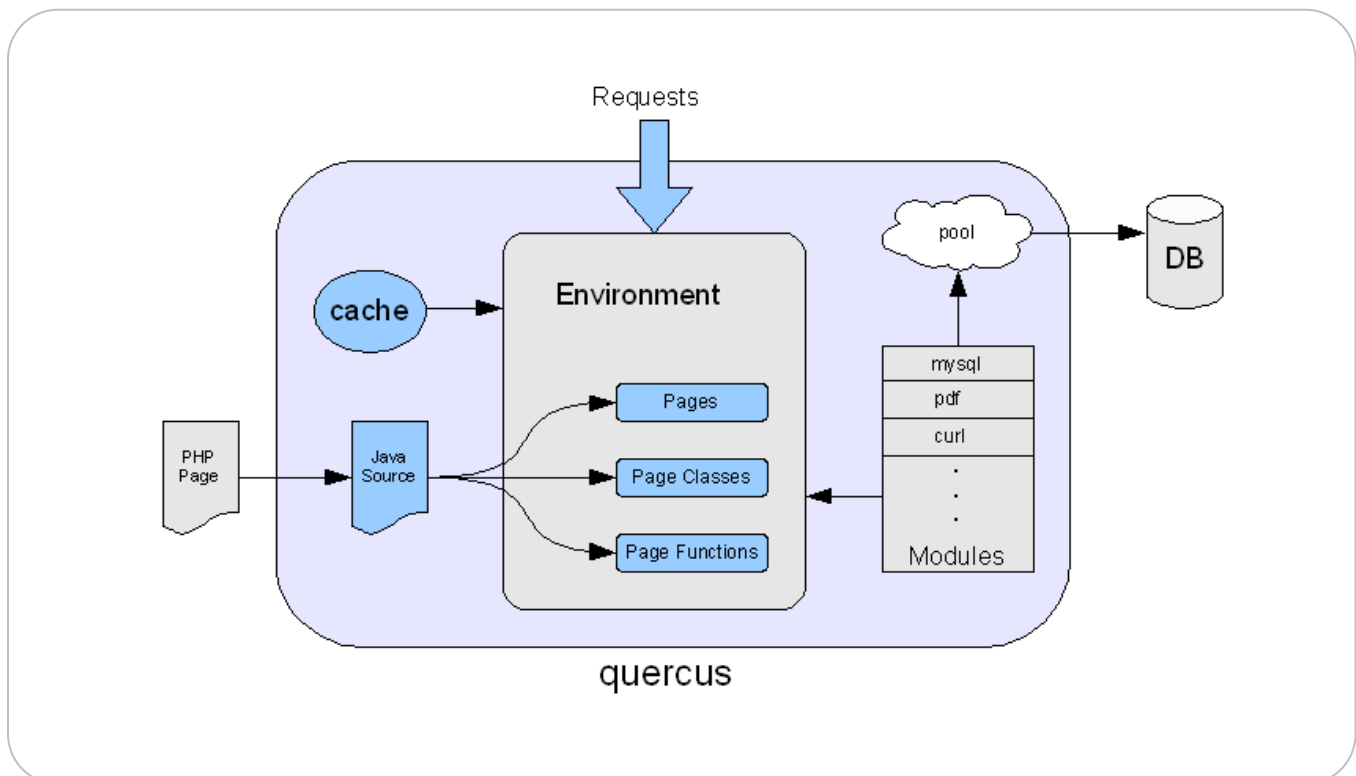 Requests
pool
DB
Environment
cache
mysql
Pages
pdf
curl
PHP
Page
Java
Source
Page Classes
.
.
.
Page Functions
Modules
quercus